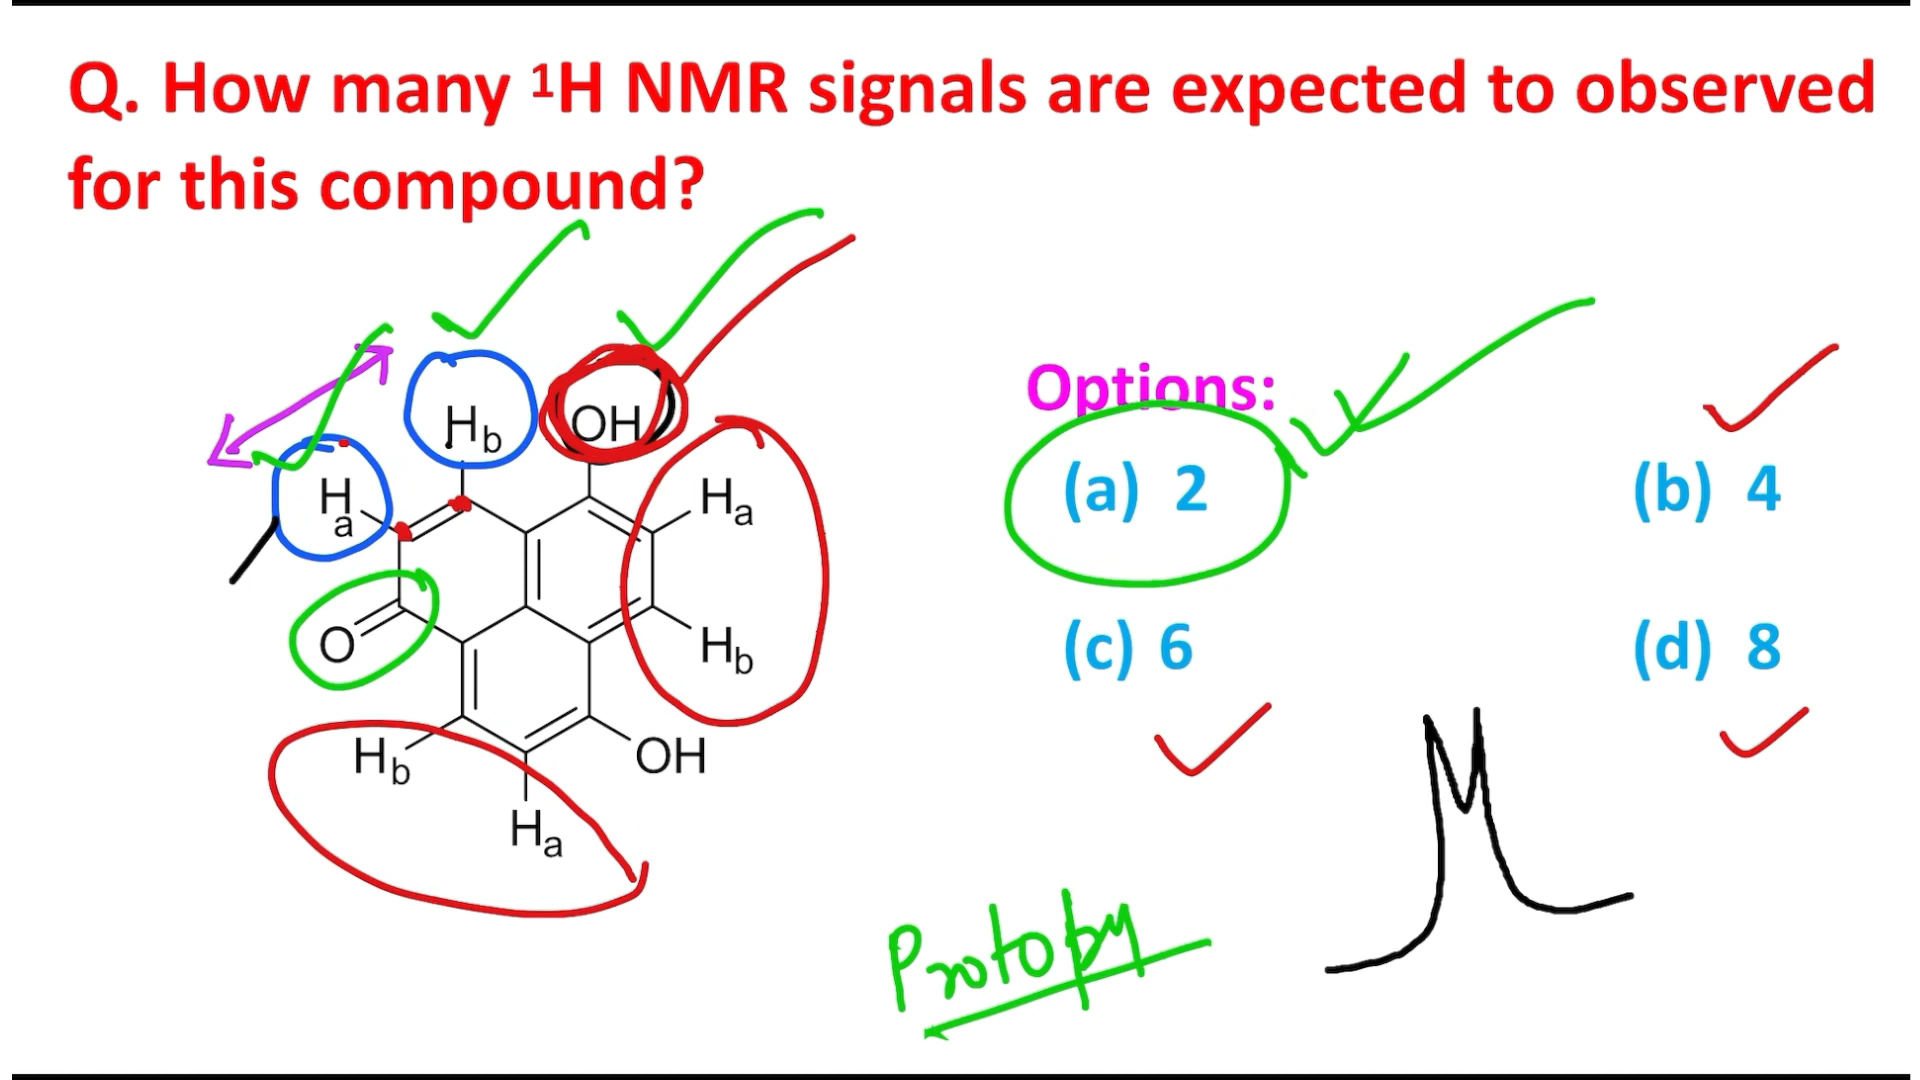 Q. How many ¹H NMR signals are expected to observed
for this compound?
Options:
Hb OH
Ha Ha
(a) 2 (b) 4
O Hb
(c) 6 (d) 8
Hb OH
Ha
Protopy